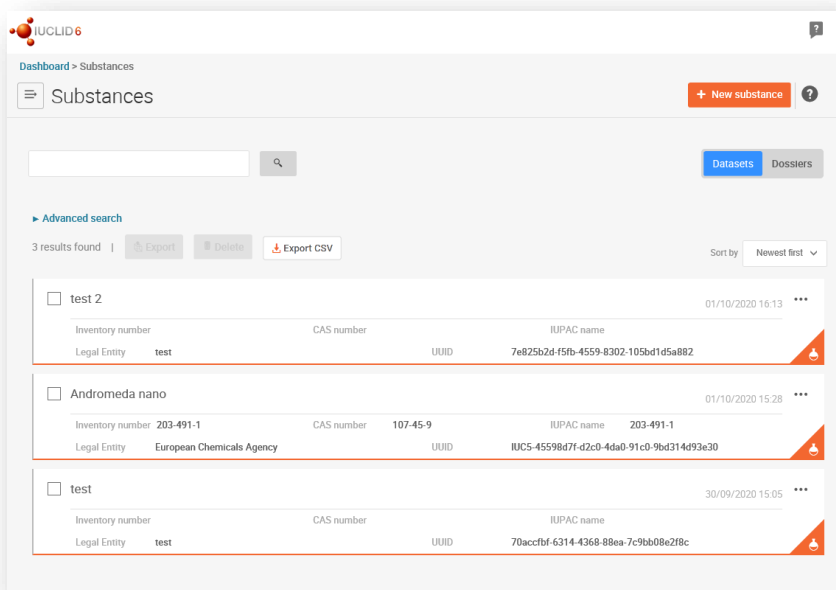 IUCLID 6
?
Dashboard > Substances
Substances
+ New substance
?
Datasets Dossiers
Advanced search
3 results found | Export Delete Export CSV
Sort by Newest first
test 2 01/10/2020 16:13
Inventory number CAS number IUPAC name
Legal Entity test UUID 7e825b2d-f5fb-4559-8302-105bd1d5a882
Andromeda nano 01/10/2020 15:28
Inventory number 203-491-1 CAS number 107-45-9 IUPAC name 203-491-1
Legal Entity European Chemicals Agency UUID IUC5-45598d7f-d2c0-4da0-91c0-9bd314d93e30
test 30/09/2020 15:05
Inventory number CAS number IUPAC name
Legal Entity test UUID 70accfbf-6314-4368-88ea-7c9bb08e2f8c